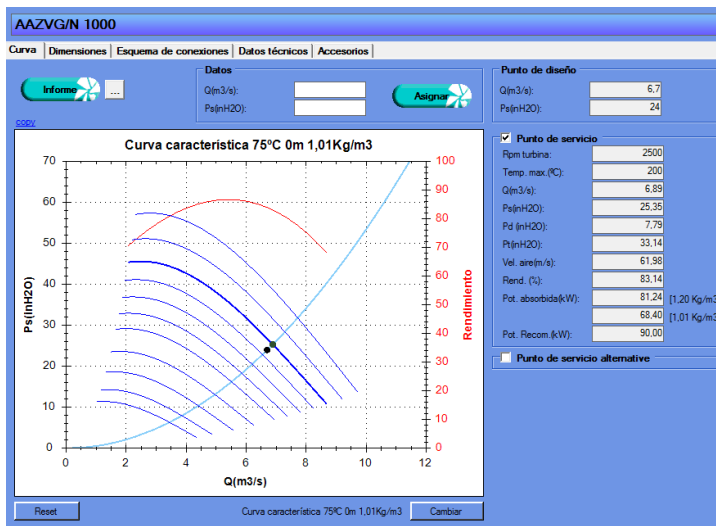 AAZVG/N 1000
Curva Dimensiones Esquema de conexiones Datos técnicos Accesorios
Informe ...
copy
Datos
Q(m3/s):
Ps(inH2O):
Asignar
Punto de diseño
Q(m3/s): 6,7
Ps(inH2O): 24
Punto de servicio
Rpm turbina: 2500
Temp. max.(ºC): 200
Q(m3/s): 6,89
Ps(inH2O): 25,35
Pd (inH2O): 7,79
Pt(inH2O): 33,14
Vel. aire(m/s): 61,98
Rend. (%): 83,14
Pot. absorbida(kW): 81,24 [1,20 Kg/m3
68,40 [1,01 Kg/m3
Pot. Recom.(kW): 90,00
Punto de servicio alternative
Curva característica 75ºC 0m 1,01Kg/m3
Ps(inH2O)
70
60
50
40
30
20
10
0
0 2 4 6 8 10 12
Q(m3/s)
100
90
80
70
60
50
40
30
20
10
0
Rendimiento
Reset Curva característica 75ºC 0m 1,01Kg/m3 Cambiar